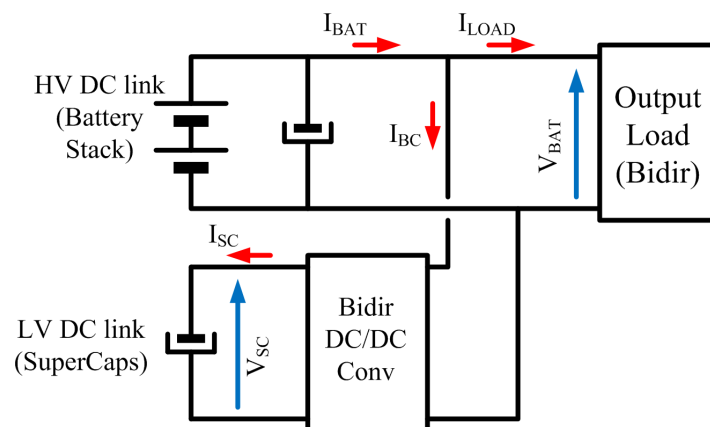 I_BAT
I_LOAD
HV DC link
(Battery
Stack)
I_BC
V_BAT
Output
Load
(Bidir)
I_SC
LV DC link
(SuperCaps)
V_SC
Bidir
DC/DC
Conv